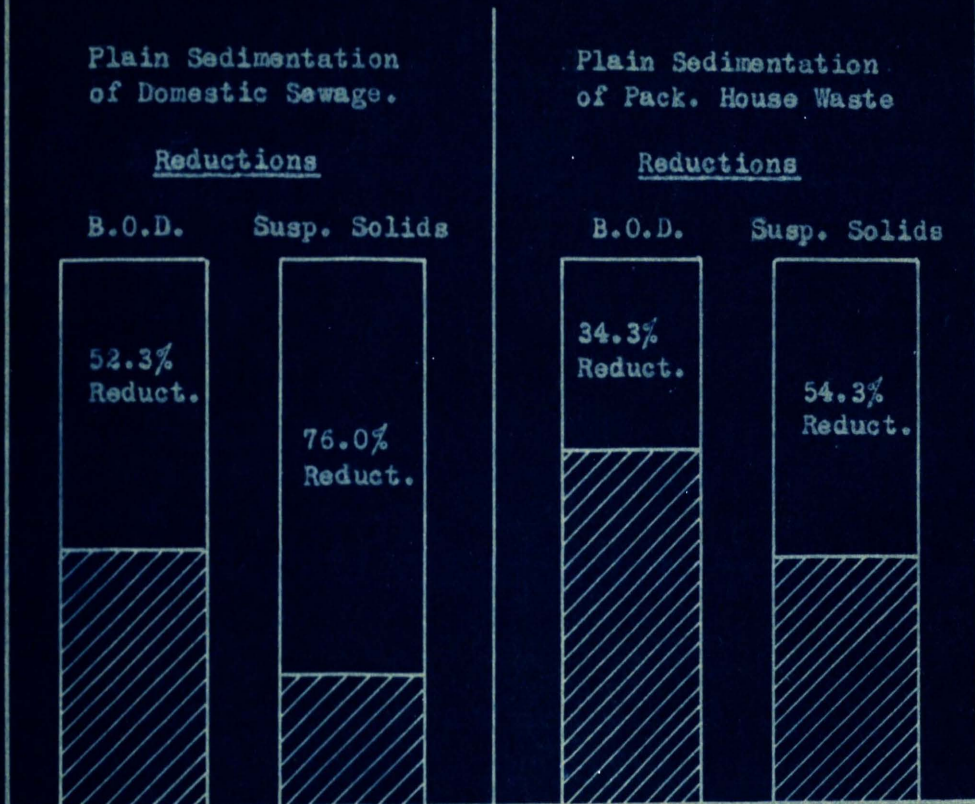 Plain Sedimentation
of Domestic Sewage.
Reductions
B.O.D. Susp. Solids
52.3%
Reduct.
76.0%
Reduct.
Plain Sedimentation
of Pack. House Waste
Reductions
B.O.D. Susp. Solids
34.3%
Reduct.
54.3%
Reduct.